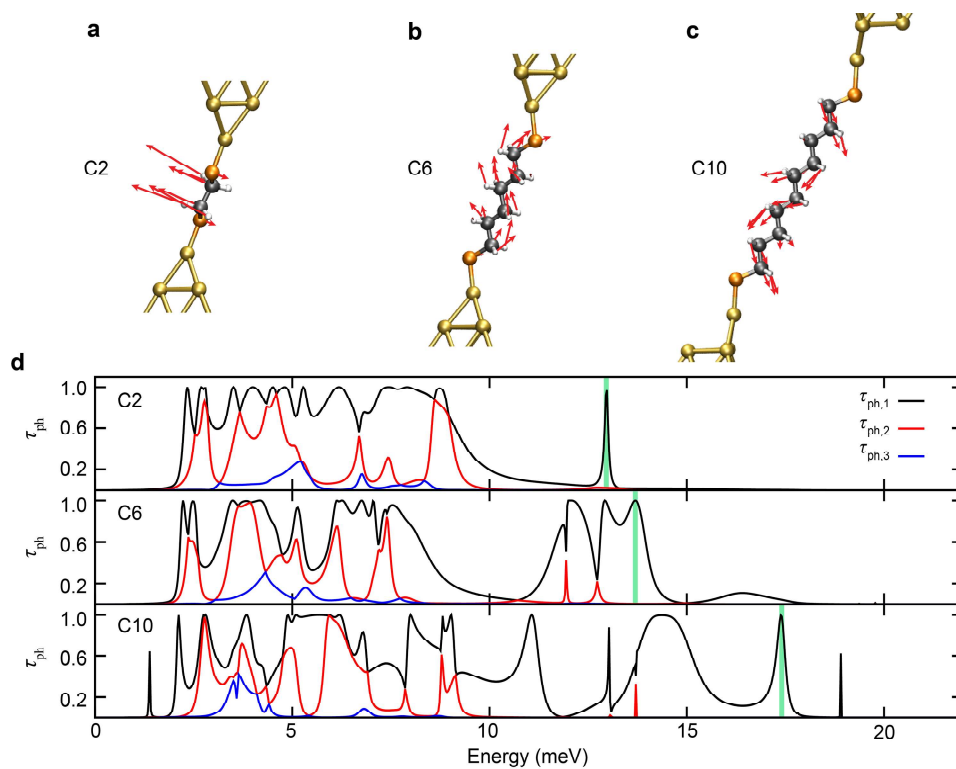 a
b
c
C2
C6
C10
d
C2
C6
C10
1.0
0.6
0.2
1.0
0.6
0.2
1.0
0.6
0.2
τph
τph
τph
τph,1
τph,2
τph,3
0 5 10 15 20
Energy (meV)